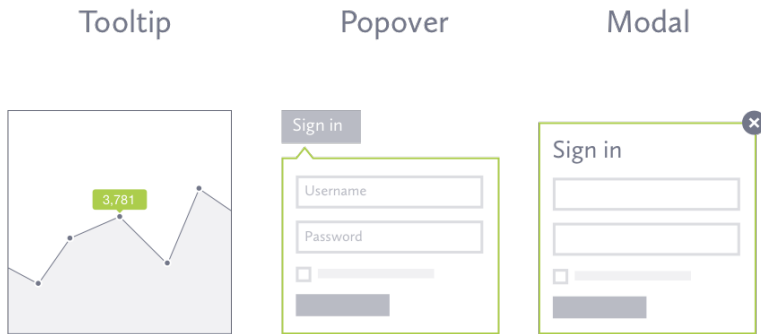 Tooltip
Popover
Modal
3,781
Sign in
Username
Password
Sign in